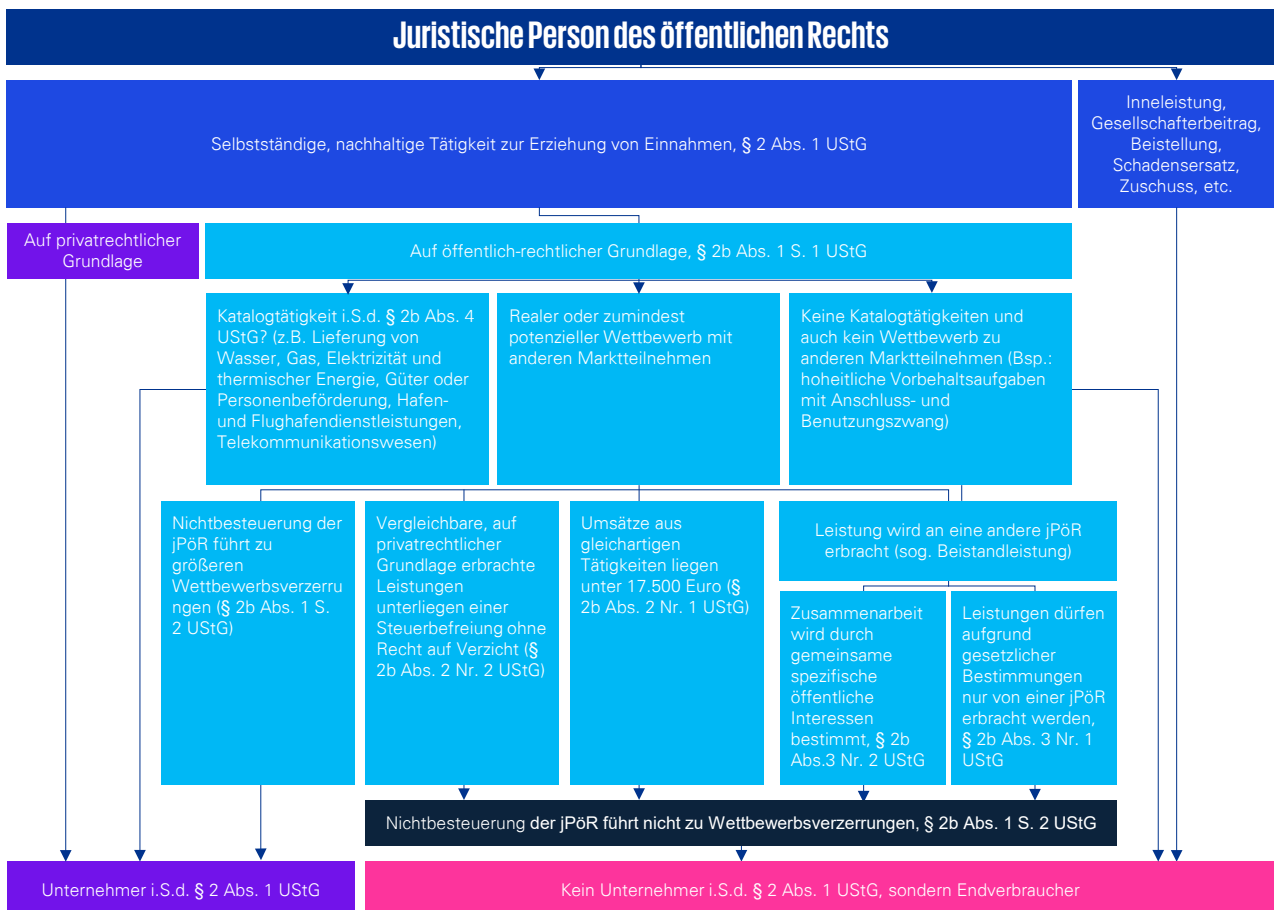 Juristische Person des öffentlichen Rechts
Selbstständige, nachhaltige Tätigkeit zur Erziehung von Einnahmen, § 2 Abs. 1 UStG
Inneleistung,
Gesellschafterbeitrag,
Beistellung,
Schadensersatz,
Zuschuss, etc.
Auf privatrechtlicher
Grundlage
Auf öffentlich-rechtlicher Grundlage, § 2b Abs. 1 S. 1 UStG
Katalogtätigkeit i.S.d. § 2b Abs. 4
UStG? (z.B. Lieferung von
Wasser, Gas, Elektrizität und
thermischer Energie, Güter oder
Personenbeförderung, Hafen-
und Flughafendienstleistungen,
Telekommunikationswesen)
Realer oder zumindest
potenzieller Wettbewerb mit
anderen Marktteilnehmen
Keine Katalogtätigkeiten und
auch kein Wettbewerb zu
anderen Marktteilnehmen (Bsp.:
hoheitliche Vorbehaltsaufgaben
mit Anschluss- und
Benutzungszwang)
Nichtbesteuerung der
jPöR führt zu
größeren
Wettbewerbsverzerru
ngen (§ 2b Abs. 1 S.
2 UStG)
Vergleichbare, auf
privatrechtlicher
Grundlage erbrachte
Leistungen
unterliegen einer
Steuerbefreiung ohne
Recht auf Verzicht (§
2b Abs. 2 Nr. 2 UStG)
Umsätze aus
gleichartigen
Tätigkeiten liegen
unter 17.500 Euro (§
2b Abs. 2 Nr. 1 UStG)
Leistung wird an eine andere jPöR
erbracht (sog. Beistandleistung)
Zusammenarbeit
wird durch
gemeinsame
spezifische
öffentliche
Interessen
bestimmt, § 2b
Abs.3 Nr. 2 UStG
Leistungen dürfen
aufgrund
gesetzlicher
Bestimmungen
nur von einer jPöR
erbracht werden,
§ 2b Abs. 3 Nr. 1
UStG
Nichtbesteuerung der jPöR führt nicht zu Wettbewerbsverzerrungen, § 2b Abs. 1 S. 2 UStG
Unternehmer i.S.d. § 2 Abs. 1 UStG
Kein Unternehmer i.S.d. § 2 Abs. 1 UStG, sondern Endverbraucher